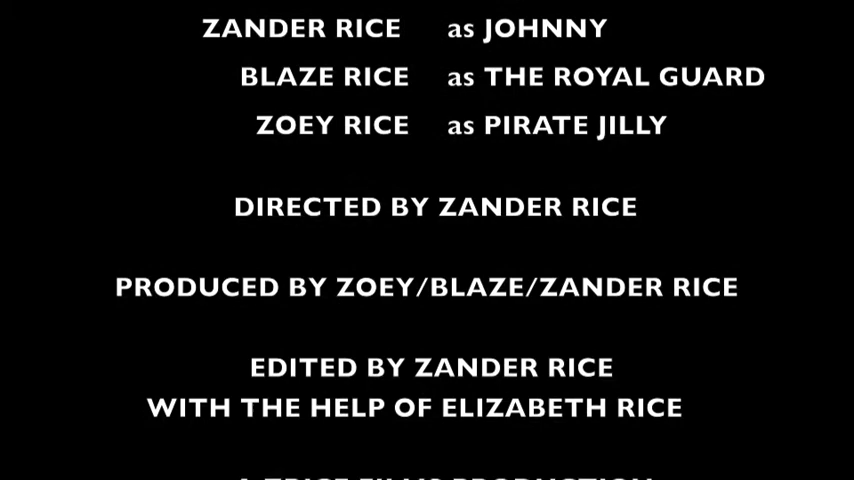 ZANDER RICE as JOHNNY
BLAZE RICE as THE ROYAL GUARD
ZOEY RICE as PIRATE JILLY
DIRECTED BY ZANDER RICE
PRODUCED BY ZOEY/BLAZE/ZANDER RICE
EDITED BY ZANDER RICE
WITH THE HELP OF ELIZABETH RICE